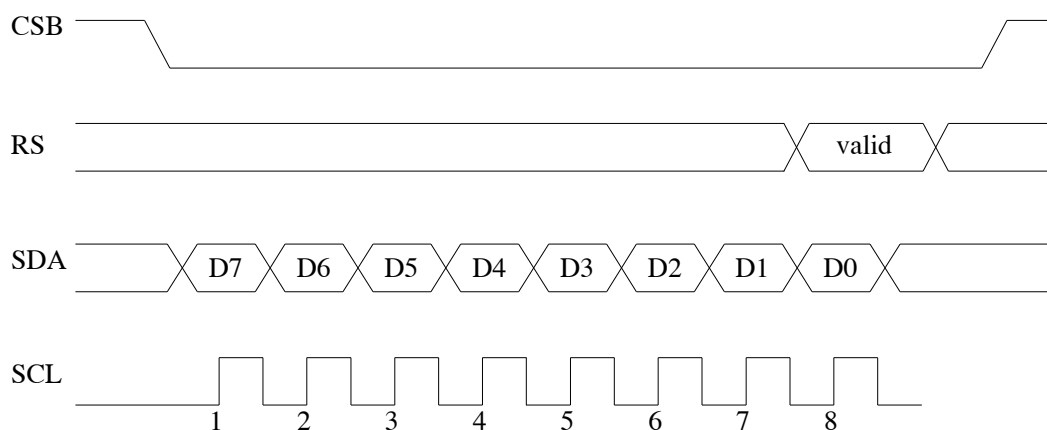 CSB
RS valid
SDA D7 D6 D5 D4 D3 D2 D1 D0
SCL
1 2 3 4 5 6 7 8